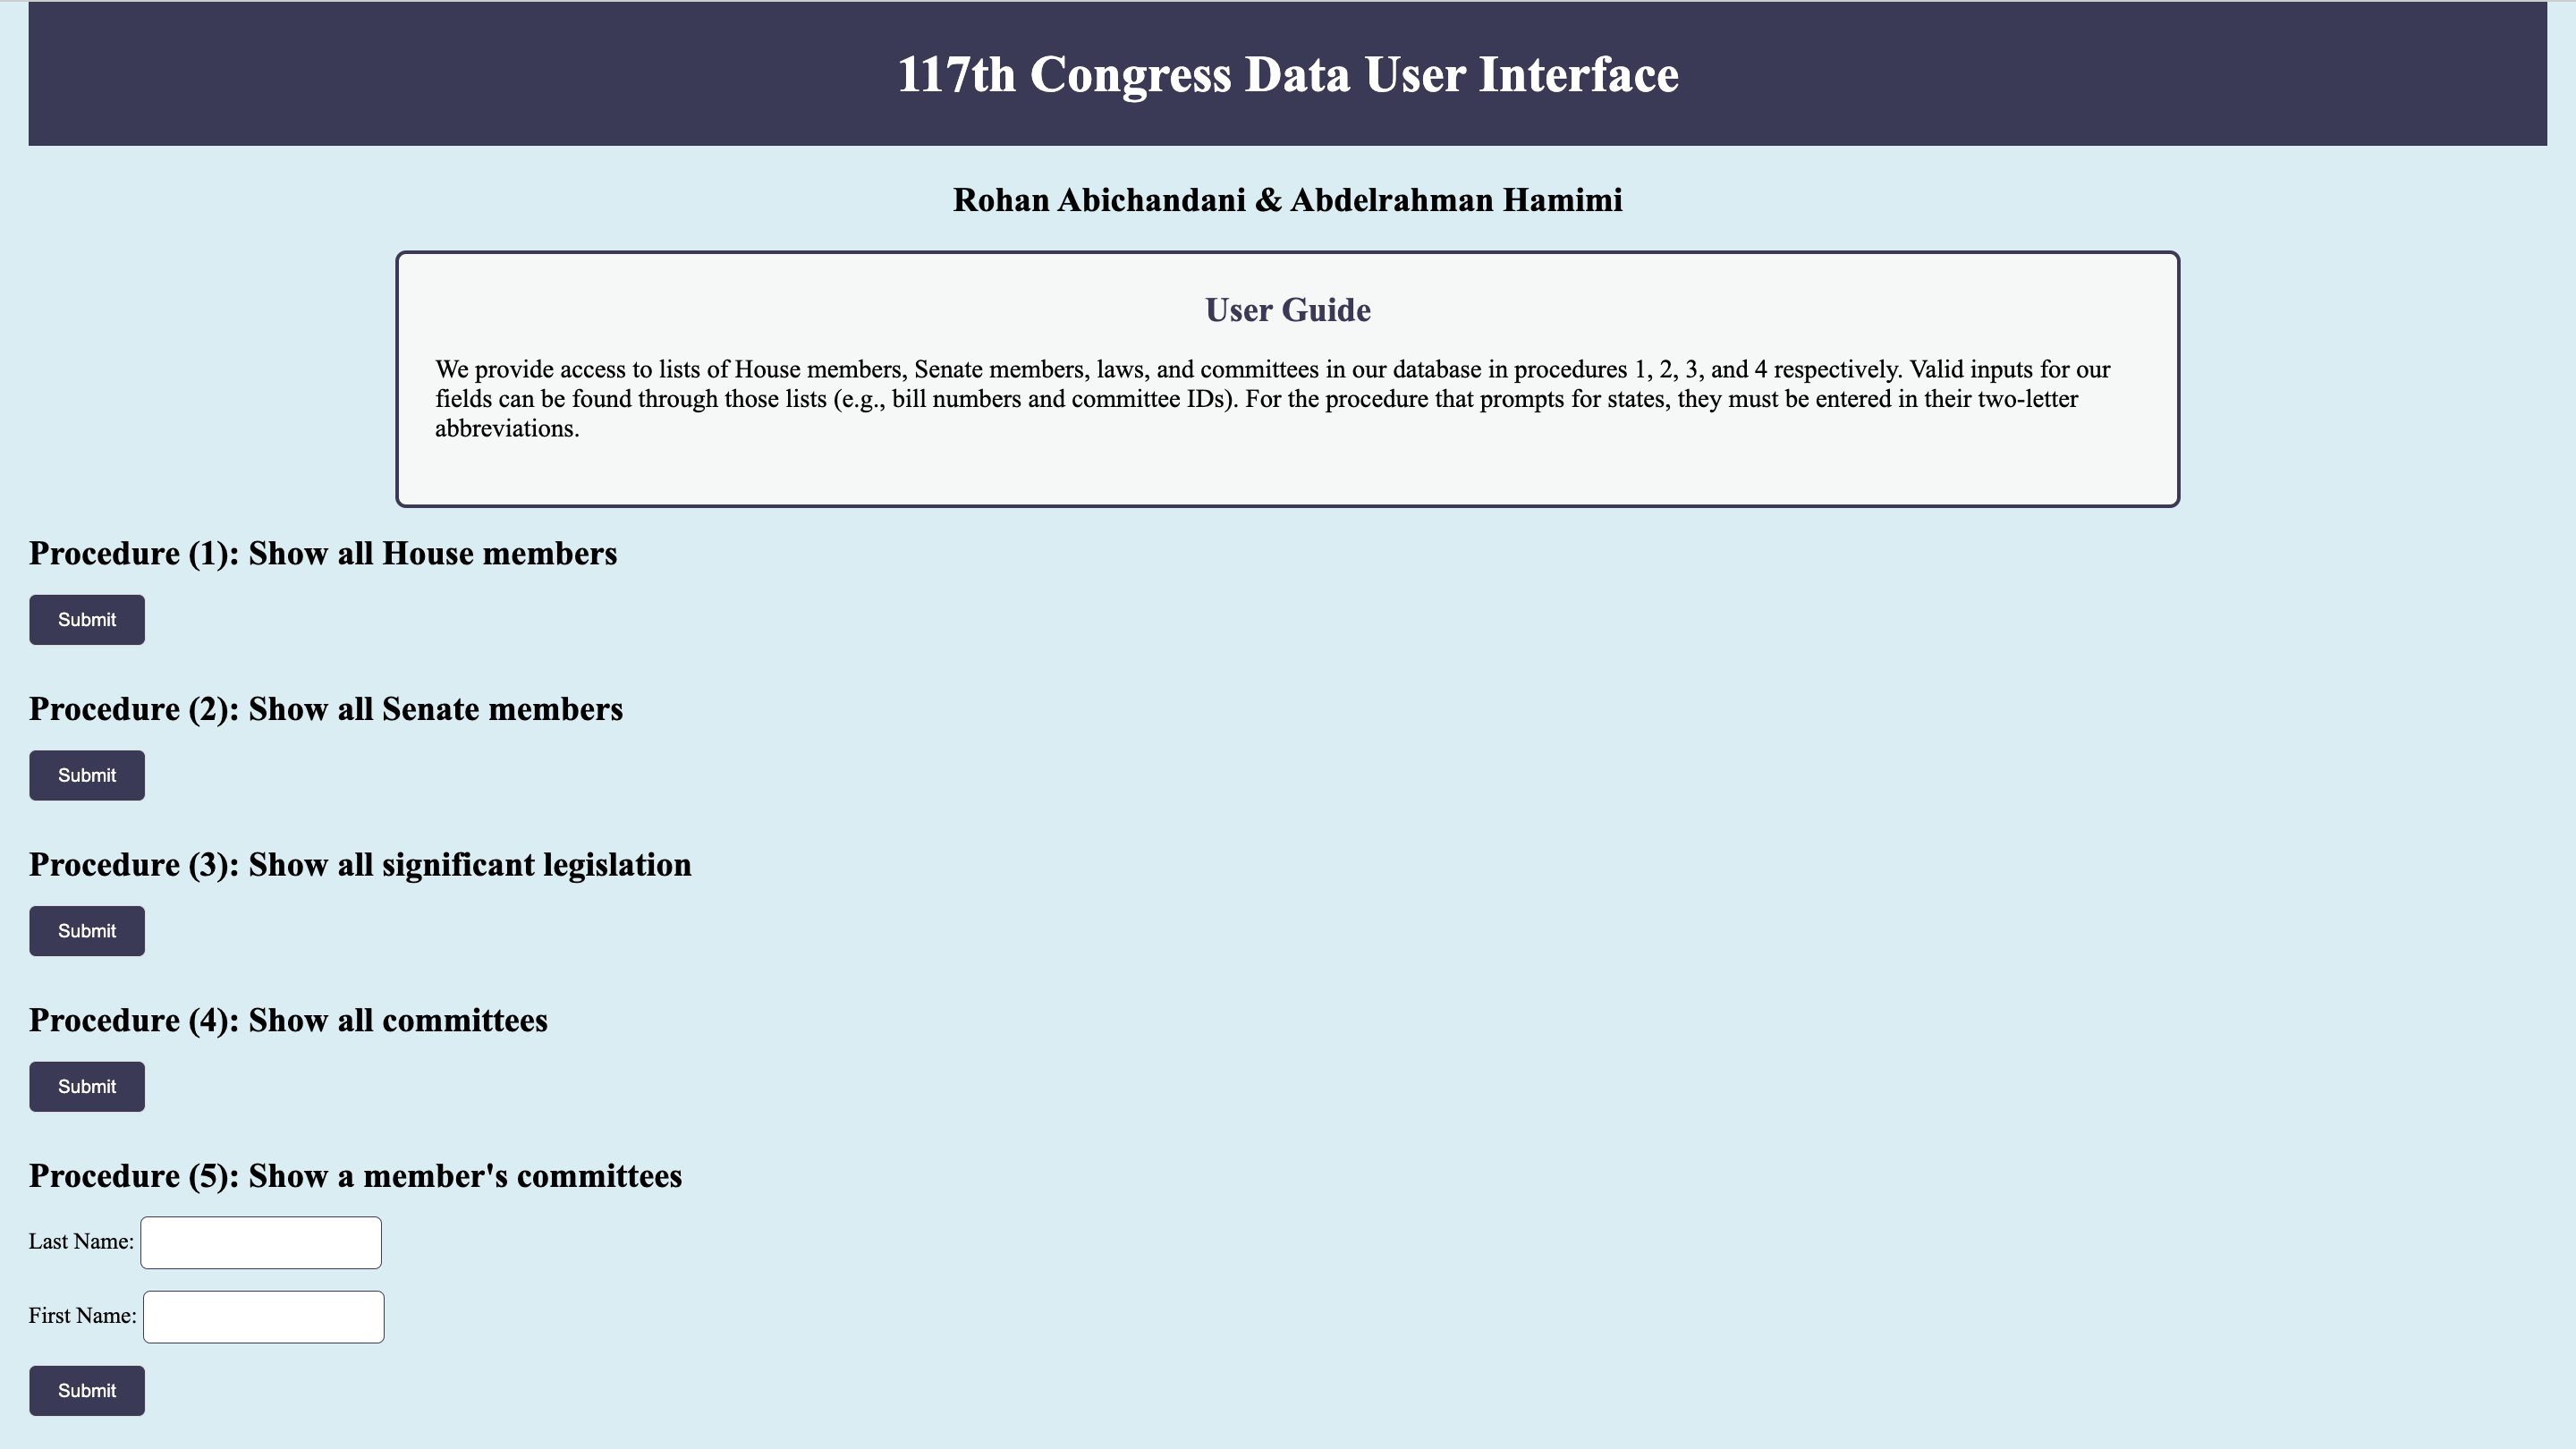 117th Congress Data User Interface
Rohan Abichandani & Abdelrahman Hamimi
User Guide
We provide access to lists of House members, Senate members, laws, and committees in our database in procedures 1, 2, 3, and 4 respectively. Valid inputs for our
fields can be found through those lists (e.g., bill numbers and committee IDs). For the procedure that prompts for states, they must be entered in their two-letter
abbreviations.
Procedure (1): Show all House members
Submit
Procedure (2): Show all Senate members
Submit
Procedure (3): Show all significant legislation
Submit
Procedure (4): Show all committees
Submit
Procedure (5): Show a member's committees
Last Name:
First Name:
Submit